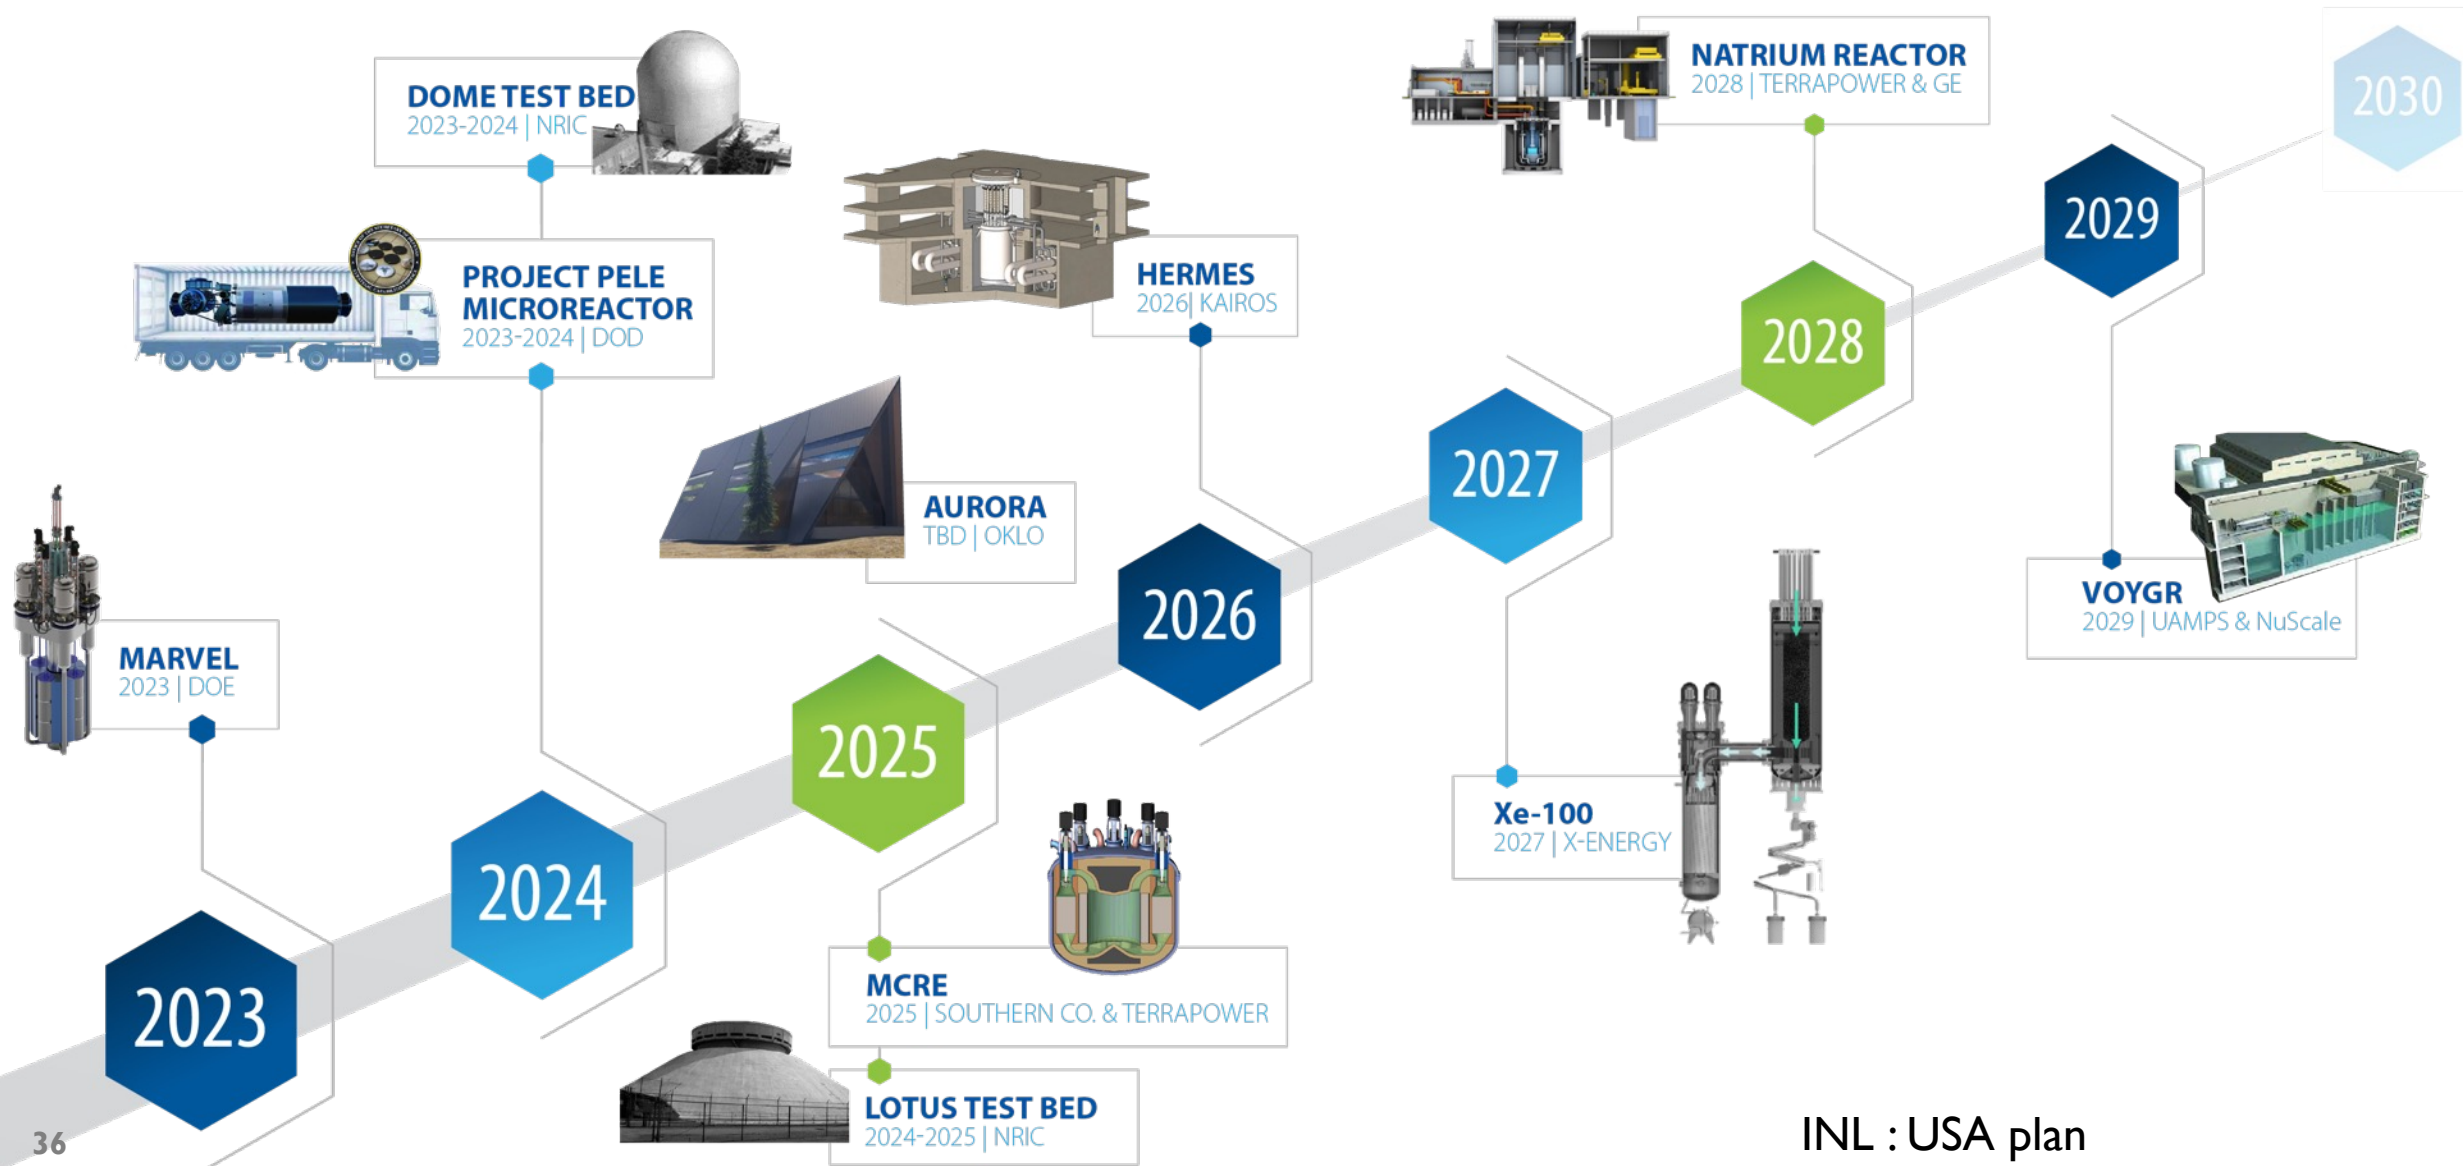 DOME TEST BED
2023-2024 | NRIC
PROJECT PELE
MICROREACTOR
2023-2024 | DOD
MARVEL
2023 | DOE
AURORA
TBD | OKLO
HERMES
2026| KAIROS
NATRIUM REACTOR
2028 | TERRAPOWER & GE
2023
2024
2025
2026
2027
2028
2029
2030
MCRE
2025 | SOUTHERN CO. & TERRAPOWER
LOTUS TEST BED
2024-2025 | NRIC
Xe-100
2027 | X-ENERGY
VOYGR
2029 | UAMPS & NuScale
INL : USA plan
36